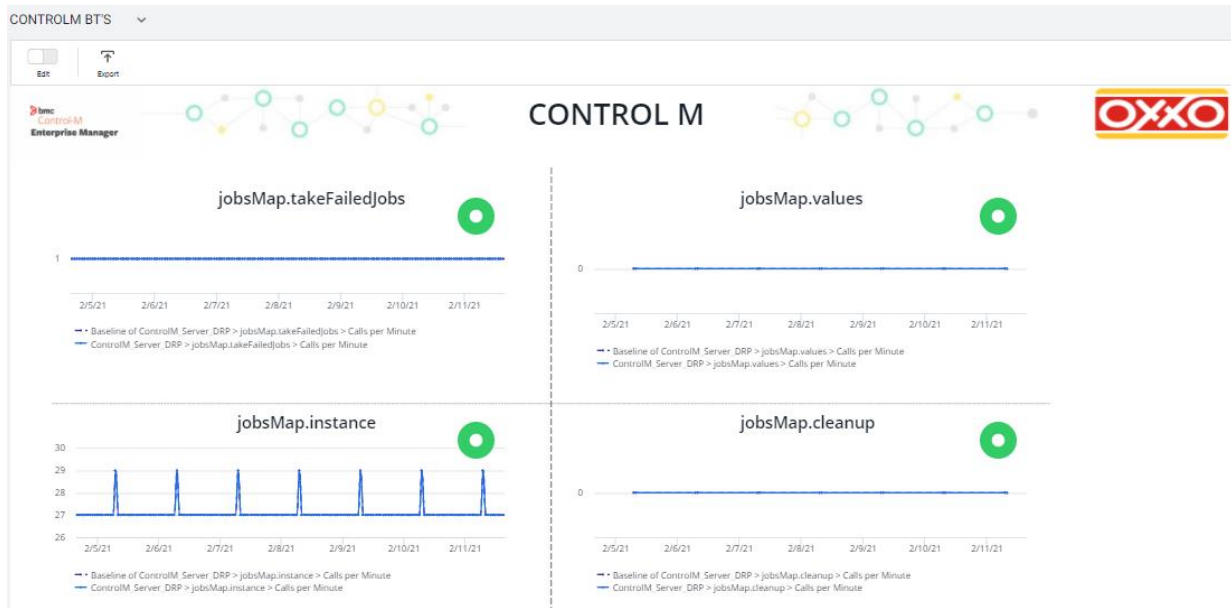 CONTROLM BT'S
Edit
Export
bmc
Control-M
Enterprise Manager
CONTROL M
OXXO
jobsMap.takeFailedJobs
1
2/5/21 2/6/21 2/7/21 2/8/21 2/9/21 2/10/21 2/11/21
Baseline of ControlM_Server_DRP > jobsMap.takeFailedJobs > Calls per Minute
ControlM_Server_DRP > jobsMap.takeFailedJobs > Calls per Minute
jobsMap.values
0
2/5/21 2/6/21 2/7/21 2/8/21 2/9/21 2/10/21 2/11/21
Baseline of ControlM_Server_DRP > jobsMap.values > Calls per Minute
ControlM_Server_DRP > jobsMap.values > Calls per Minute
jobsMap.instance
30
29
28
27
26
2/5/21 2/6/21 2/7/21 2/8/21 2/9/21 2/10/21 2/11/21
Baseline of ControlM_Server_DRP > jobsMap.instance > Calls per Minute
ControlM_Server_DRP > jobsMap.instance > Calls per Minute
jobsMap.cleanup
0
2/5/21 2/6/21 2/7/21 2/8/21 2/9/21 2/10/21 2/11/21
Baseline of ControlM_Server_DRP > jobsMap.cleanup > Calls per Minute
ControlM_Server_DRP > jobsMap.cleanup > Calls per Minute